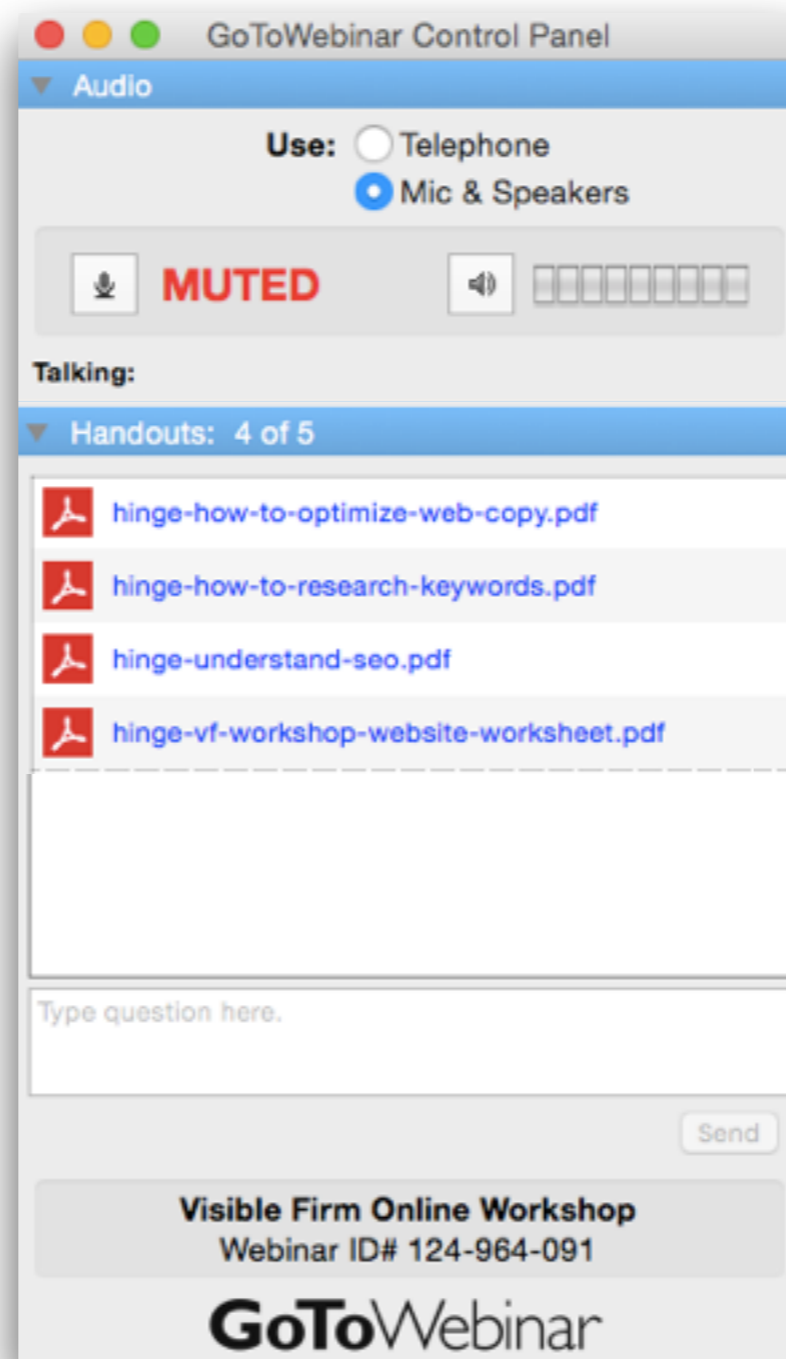 GoToWebinar Control Panel
Audio
Use: Telephone
Mic & Speakers
MUTED
Talking:
Handouts: 4 of 5
hinge-how-to-optimize-web-copy.pdf
hinge-how-to-research-keywords.pdf
hinge-understand-seo.pdf
hinge-vf-workshop-website-worksheet.pdf
Type question here.
Send
Visible Firm Online Workshop
Webinar ID# 124-964-091
GoToWebinar